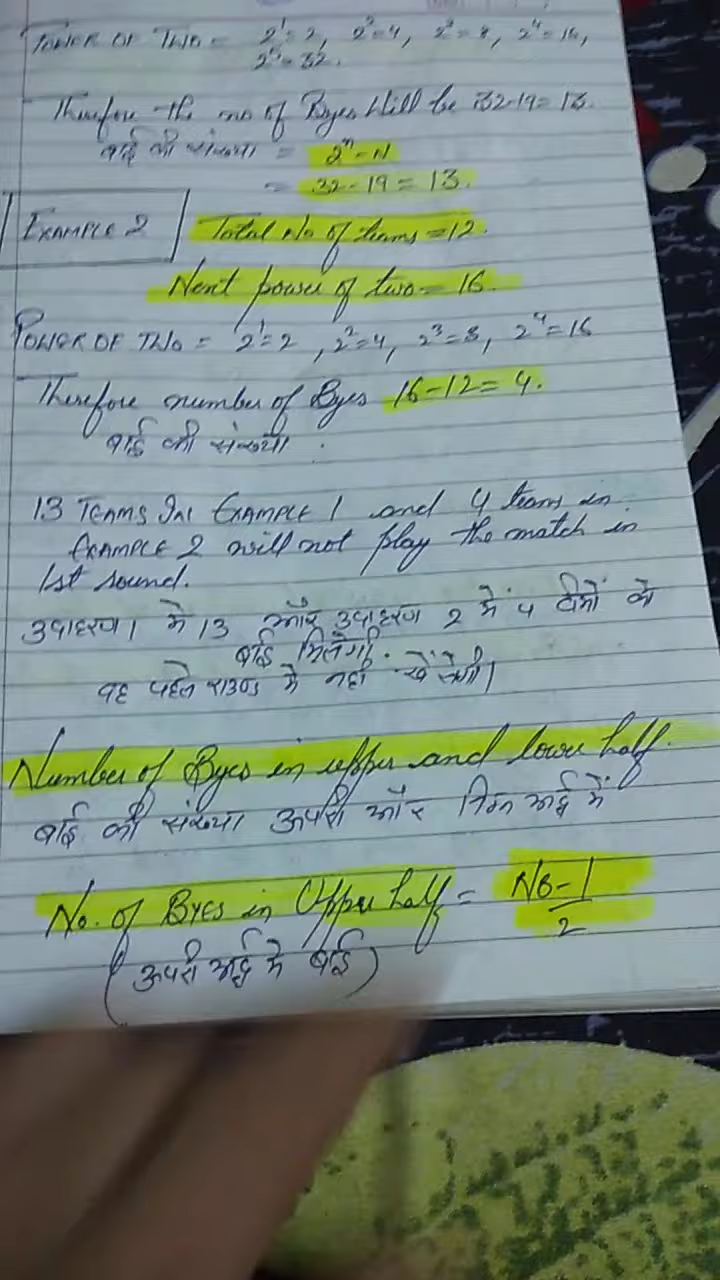 POWER OF TWO = 2¹=2, 2²=4, 2³=8, 2⁴=16,
2⁵=32.
Therefore the no of Byes will be 32-19=13.
बाई की संख्या = 2ⁿ-N
= 32-19=13.
EXAMPLE 2 Total No of teams =12.
Next power of two = 16.
POWER OF TWO = 2¹=2, 2²=4, 2³=8, 2⁴=16
Therefore number of Byes 16-12=4.
बाई की संख्या
13 TEAMS IN EXAMPLE 1 and 4 team in
EXAMPLE 2 will not play the match in
1st round.
उदाहरण 1 में 13 और उदाहरण 2 में 4 टीमों को
बाई मिलेगी.
वह पहले राउण्ड में नहीं खेलेंगी।
Number of Byes in upper and lower half.
बाई की संख्या ऊपरी और निम्न अर्द्ध में
No. of BYES in Upper half = NB-1
2
(ऊपरी अर्द्ध में बाई)